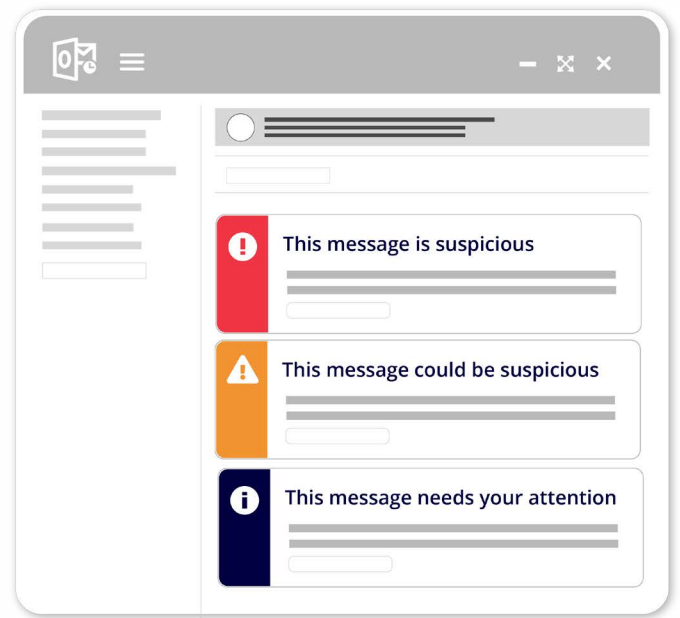 This message is suspicious
This message could be suspicious
This message needs your attention